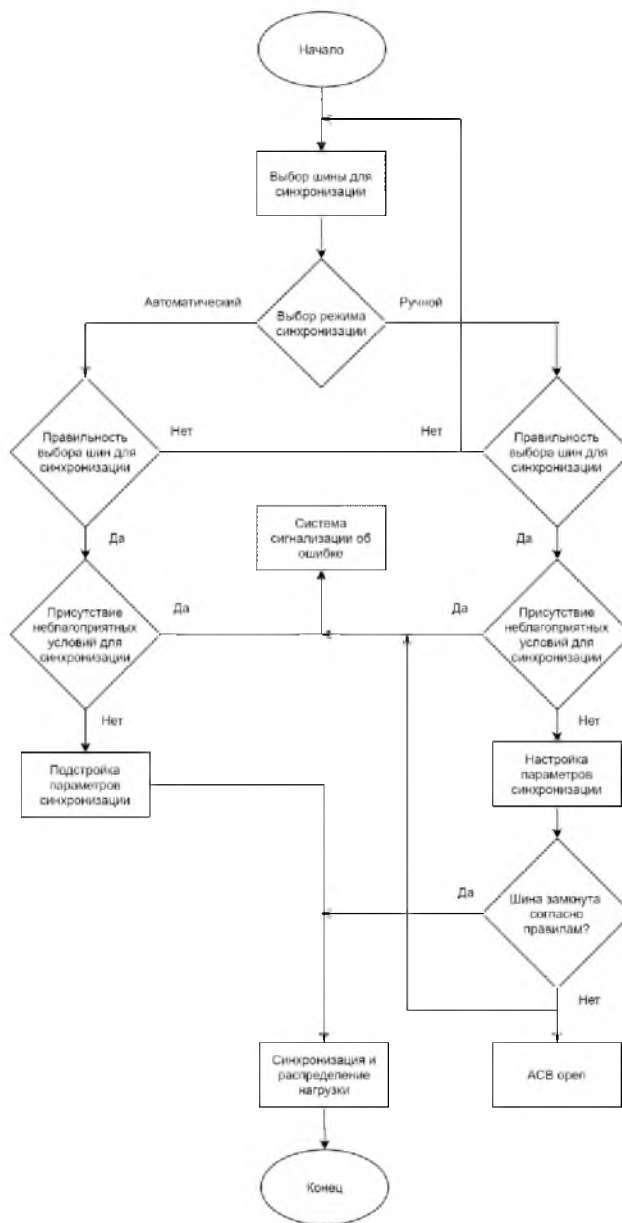 Начало
Выбор шины для
синхронизации
Автоматический
Выбор режима
синхронизации
Ручной
Правильность
выбора шин для
синхронизации
Нет
Нет
Правильность
выбора шин для
синхронизации
Да
Система
сигнализации об
ошибке
Да
Присутствие
неблагоприятных
условий для
синхронизации
Да
Да
Присутствие
неблагоприятных
условий для
синхронизации
Нет
Нет
Подстройка
параметров
синхронизации
Настройка
параметров
синхронизации
Да
Шина замкнута
согласно
правилам?
Нет
Синхронизация и
распределение
нагрузки
ACB open
Конец